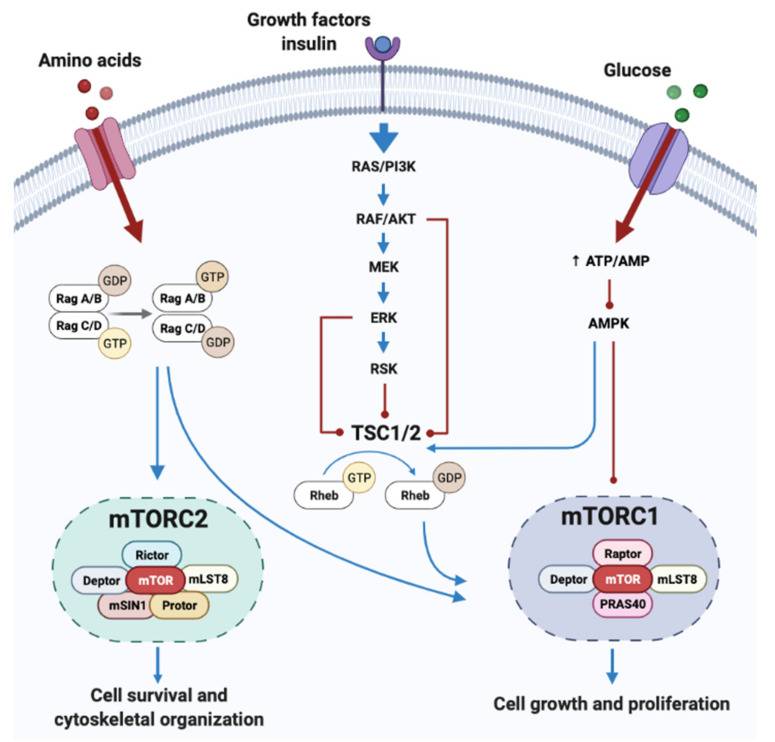 Growth factors
insulin
Amino acids
Glucose
RAS/PI3K
RAF/AKT
MEK
ERK
RSK
TSC1/2
↑ ATP/AMP
AMPK
GDP
Rag A/B
Rag C/D
GTP
GTP
Rag A/B
Rag C/D
GDP
GTP
Rheb
GDP
Rheb
mTORC2
Rictor
Deptor
mTOR
mLST8
mSIN1
Protor
Cell survival and
cytoskeletal organization
mTORC1
Raptor
Deptor
mTOR
mLST8
PRAS40
Cell growth and proliferation